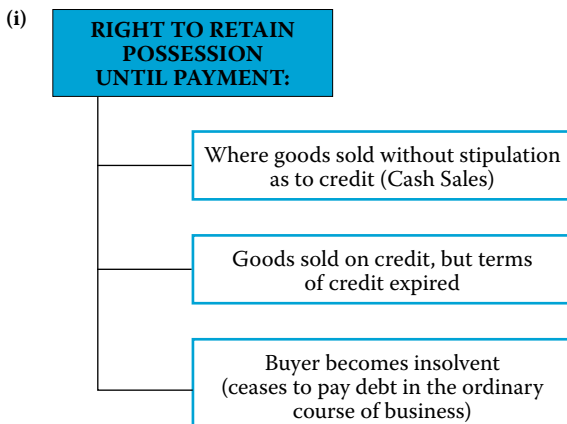 (i)
RIGHT TO RETAIN
POSSESSION
UNTIL PAYMENT:
Where goods sold without stipulation
as to credit (Cash Sales)
Goods sold on credit, but terms
of credit expired
Buyer becomes insolvent
(ceases to pay debt in the ordinary
course of business)